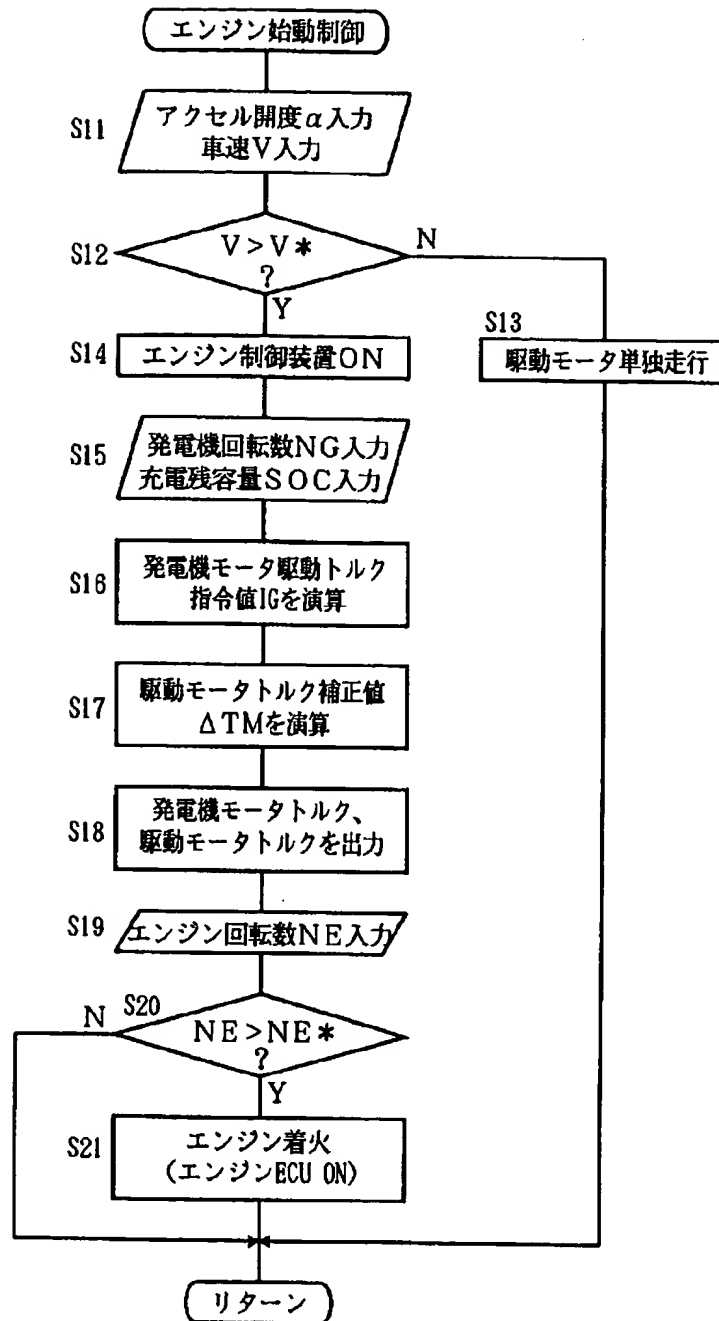 エンジン始動制御
S11
アクセル開度α入力
車速V入力
S12
V>V*
?
N
Y
S13
駆動モータ単独走行
S14
エンジン制御装置ON
S15
発電機回転数NG入力
充電残容量SOC入力
S16
発電機モータ駆動トルク
指令値IGを演算
S17
駆動モータトルク補正値
ΔTMを演算
S18
発電機モータトルク、
駆動モータトルクを出力
S19
エンジン回転数NE入力
S20
N
NE>NE*
?
Y
S21
エンジン着火
(エンジンECU ON)
リターン